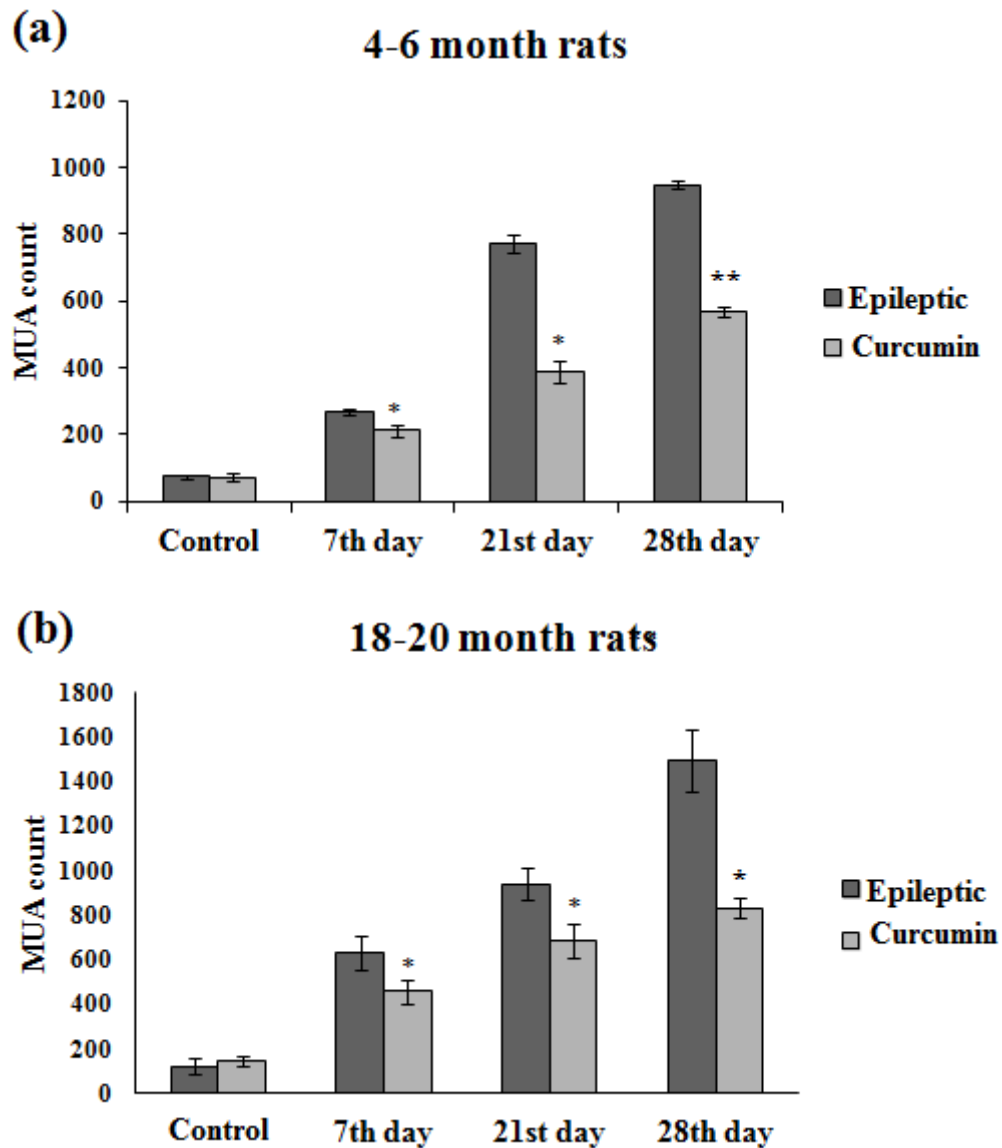 (a)
4-6 month rats
1200
1000
800
600
400
200
0
MUA count
**
*
*
Epileptic
Curcumin
Control 7th day 21st day 28th day
(b)
18-20 month rats
1800
1600
1400
1200
1000
800
600
400
200
0
MUA count
*
*
*
Epileptic
Curcumin
Control 7th day 21st day 28th day